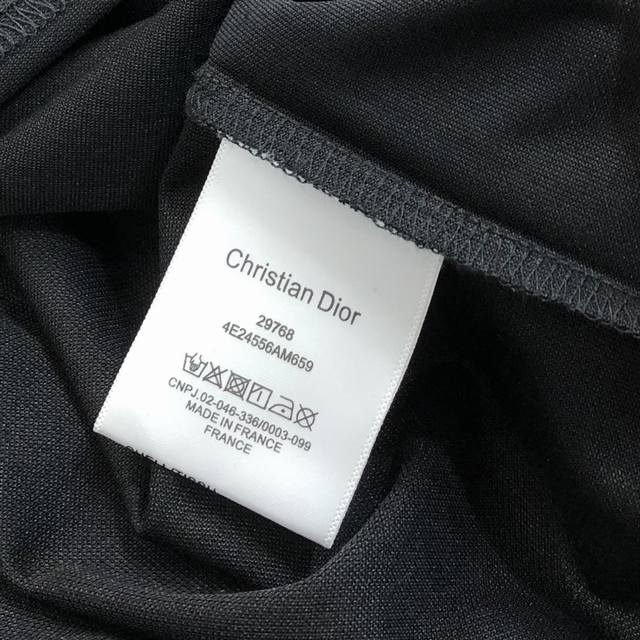 Christian Dior
29768
4E24556AM659
CNPJ.02-046-336/0003-099
MADE IN FRANCE
FRANCE